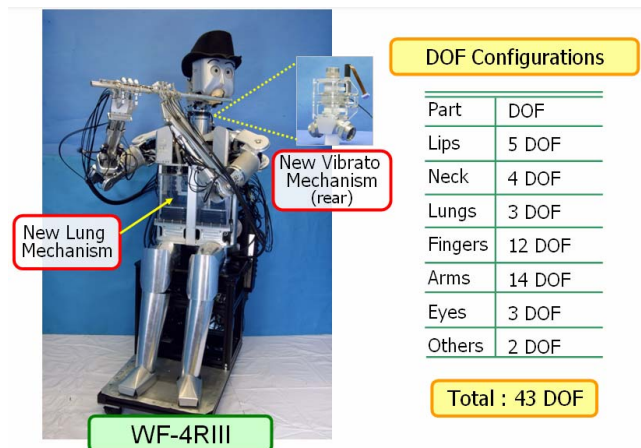 DOF Configurations
Part DOF
Lips 5 DOF
Neck 4 DOF
Lungs 3 DOF
Fingers 12 DOF
Arms 14 DOF
Eyes 3 DOF
Others 2 DOF
Total : 43 DOF
New Vibrato
Mechanism
(rear)
New Lung
Mechanism
WF-4RIII